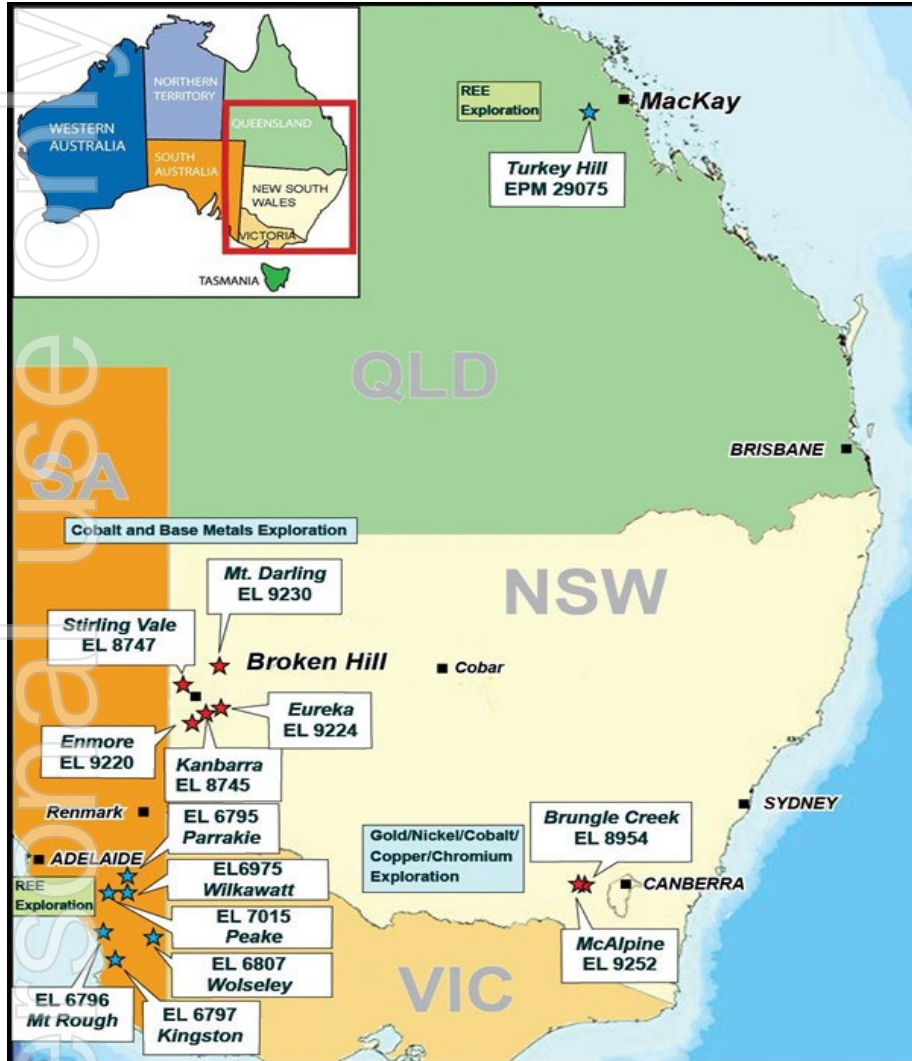 WESTERN
AUSTRALIA
NORTHERN
TERRITORY
QUEENSLAND
SOUTH
AUSTRALIA
NEW SOUTH
WALES
VICTORIA
TASMANIA
REE
Exploration
MacKay
Turkey Hill
EPM 29075
QLD
BRISBANE
SA
Cobalt and Base Metals Exploration
Mt. Darling
EL 9230
NSW
Stirling Vale
EL 8747
Broken Hill
Cobar
Eureka
EL 9224
Enmore
EL 9220
Kanbarra
EL 8745
Renmark
EL 6795
Parrakie
SYDNEY
Brungle Creek
EL 8954
Gold/Nickel/Cobalt/
Copper/Chromium
Exploration
ADELAIDE
EL6975
Wilkawatt
CANBERRA
REE
Exploration
EL 7015
Peake
McAlpine
EL 9252
EL 6807
Wolseley
VIC
EL 6796
Mt Rough
EL 6797
Kingston
ersonal use only